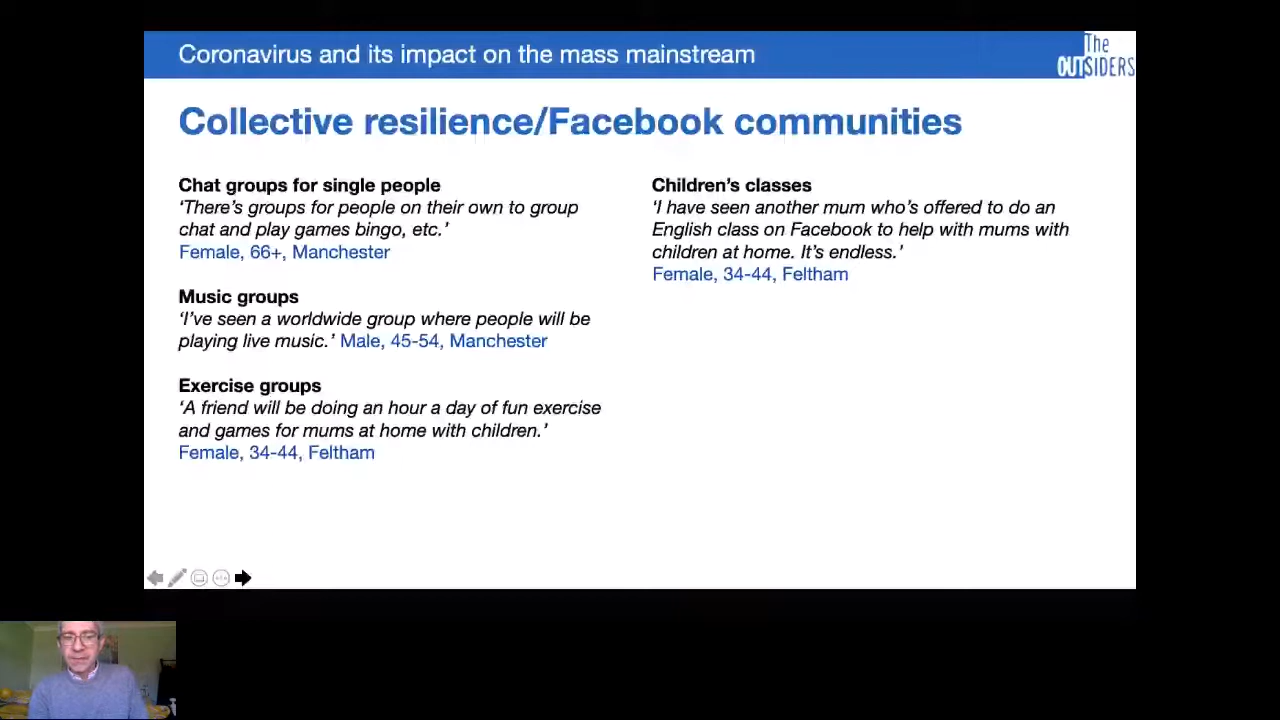 Coronavirus and its impact on the mass mainstream
The
OUTSIDERS
Collective resilience/Facebook communities
Chat groups for single people
‘There’s groups for people on their own to group
chat and play games bingo, etc.’
Female, 66+, Manchester
Music groups
‘I’ve seen a worldwide group where people will be
playing live music.’ Male, 45-54, Manchester
Exercise groups
‘A friend will be doing an hour a day of fun exercise
and games for mums at home with children.’
Female, 34-44, Feltham
Children’s classes
‘I have seen another mum who’s offered to do an
English class on Facebook to help with mums with
children at home. It’s endless.’
Female, 34-44, Feltham